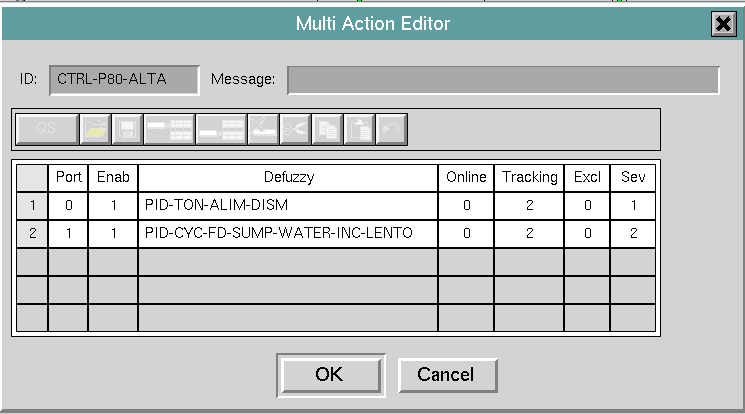 Multi Action Editor
ID: CTRL-P80-ALTA Message:
QS
Port Enab Defuzzy Online Tracking Excl Sev
1 0 1 PID-TON-ALIM-DISM 0 2 0 1
2 1 1 PID-CYC-FD-SUMP-WATER-INC-LENTO 0 2 0 2
OK Cancel